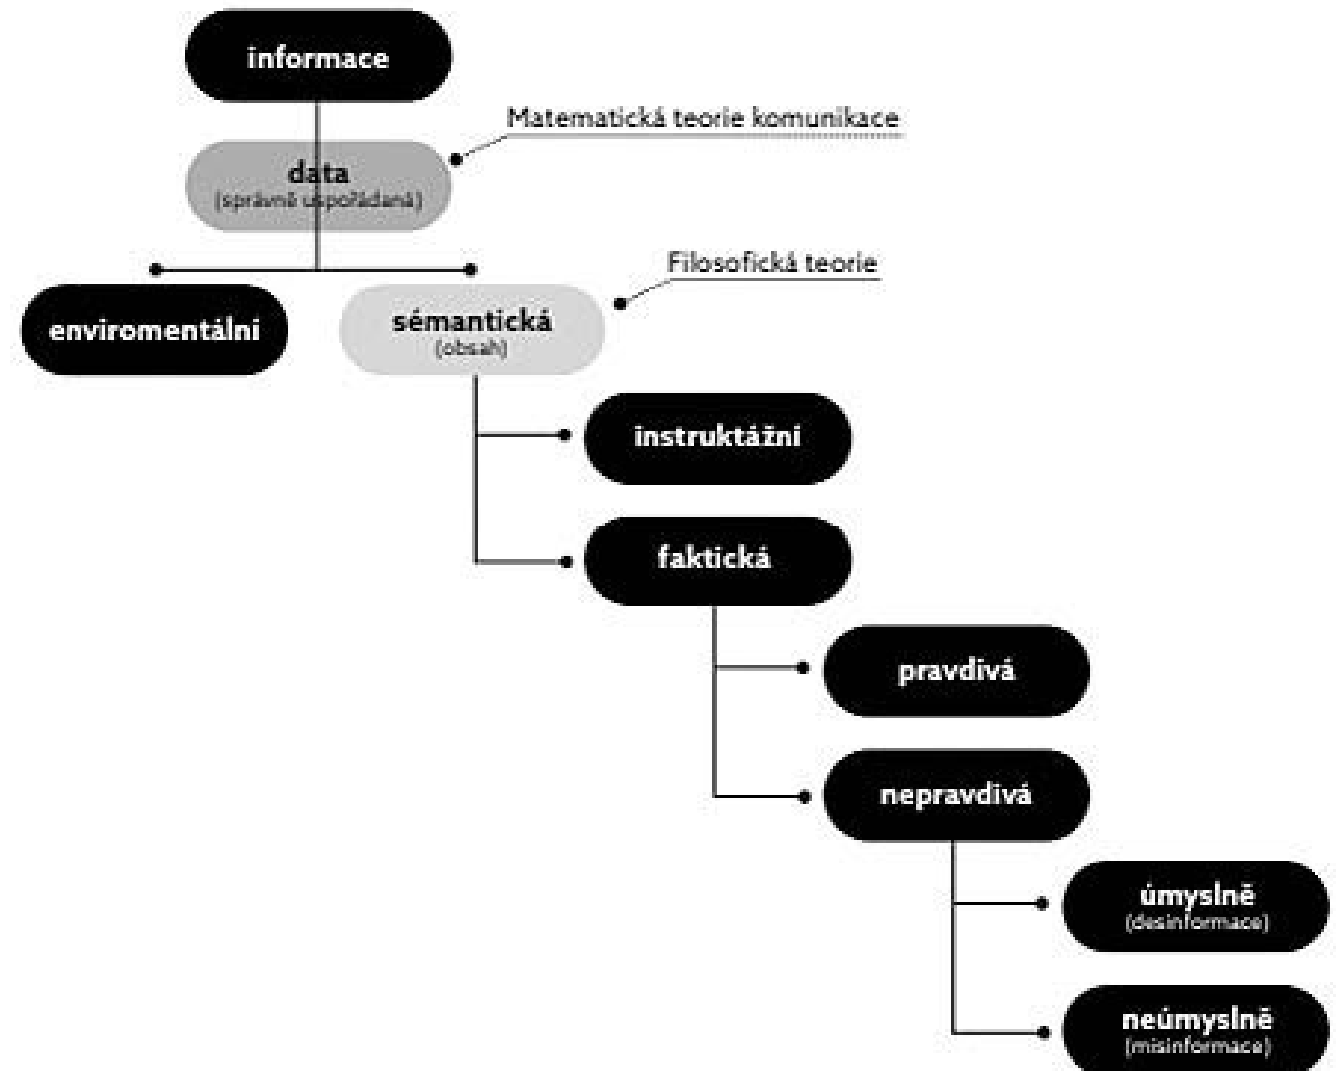 informace
Matematická teorie komunikace
data
(správně uspořádaná)
Filosofická teorie
enviromentální
sémantická
(obsah)
instruktážní
faktická
pravdivá
nepravdivá
úmyslně
(desinformace)
neúmyslně
(misinformace)